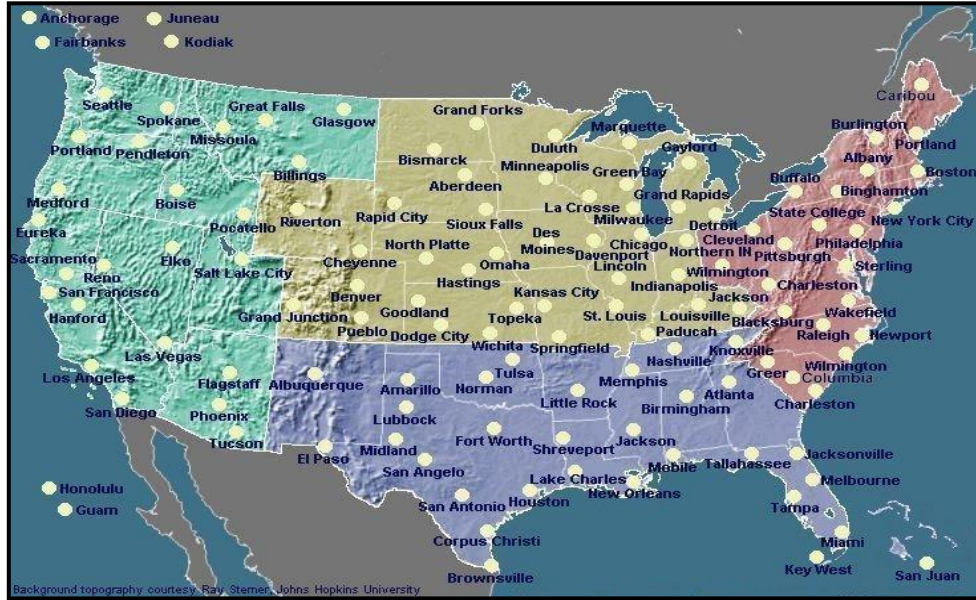 Anchorage
Juneau
Fairbanks
Kodiak
Caribou
Seattle
Great Falls
Spokane
Glasgow
Grand Forks
Marquette
Burlington
Portland
Missoula
Duluth
Gaylord
Portland
Pendleton
Bismarck
Minneapolis
Green Bay
Albany
Billings
Aberdeen
Buffalo
Boston
Medford
Boise
Grand Rapids
Binghamton
Riverton
Rapid City
La Crosse
Milwaukee
State College
New York City
Eureka
Pocatello
Sioux Falls
Detroit
North Platte
Des
Moines
Chicago
Cleveland
Philadelphia
Sacramento
Reno
Elko
Salt Lake City
Cheyenne
Omaha
Davenport
Northern IN
Pittsburgh
Lincoln
Wilmington
Sterling
San Francisco
Hastings
Indianapolis
Charleston
Denver
Kansas City
Jackson
Hanford
Grand Junction
Goodland
Topeka
St. Louis
Louisville
Blacksburg
Wakefield
Pueblo
Dodge City
Paducah
Raleigh
Newport
Las Vegas
Wichita
Springfield
Nashville
Knoxville
Los Angeles
Flagstaff
Albuquerque
Amarillo
Norman
Tulsa
Memphis
Atlanta
Greer
Wilmington
Columbia
San Diego
Phoenix
Lubbock
Little Rock
Birmingham
Charleston
Tucson
El Paso
Midland
Fort Worth
Shreveport
Jackson
San Angelo
Mobile
Tallahassee
Jacksonville
Honolulu
Lake Charles
New Orleans
Melbourne
Guam
San Antonio
Houston
Tampa
Corpus Christi
Miami
Brownsville
Key West
San Juan
Background topography courtesy Ray Sterner, Johns Hopkins University